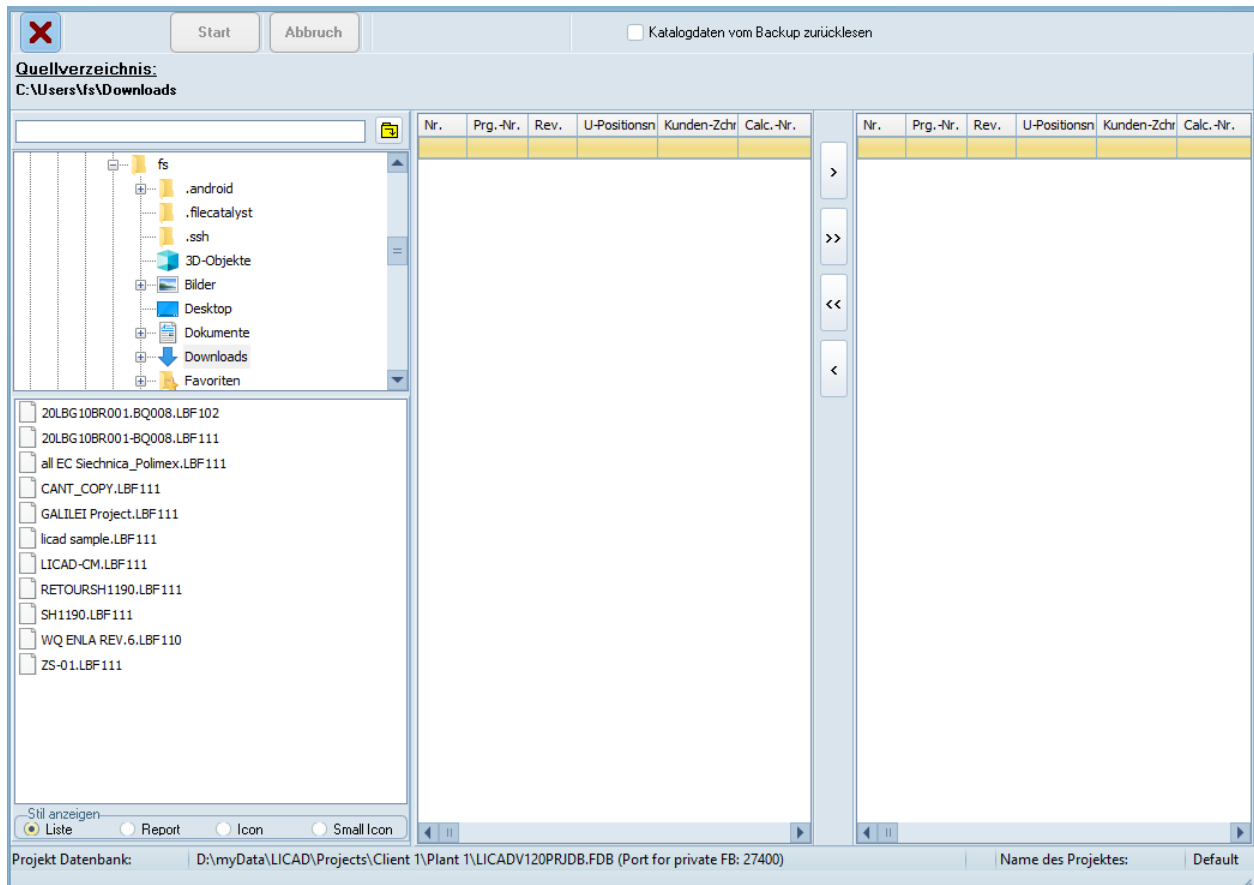 Start Abbruch Katalogdaten vom Backup zurücklesen
Quellverzeichnis:
C:\Users\fs\Downloads
Nr. Prg.-Nr. Rev. U-Positionsn Kunden-Zchr Calc.-Nr.
Nr. Prg.-Nr. Rev. U-Positionsn Kunden-Zchr Calc.-Nr.
fs
.android
.filecatalyst
.ssh
3D-Objekte
Bilder
Desktop
Dokumente
Downloads
Favoriten
>
>>
<<
<
20LBG10BR001.BQ008.LBF102
20LBG10BR001-BQ008.LBF111
all EC Siechnica_Polimex.LBF111
CANT_COPY.LBF111
GALILEI Project.LBF111
licad sample.LBF111
LICAD-CM.LBF111
RETOURSH1190.LBF111
SH1190.LBF111
WQ ENLA REV.6.LBF110
ZS-01.LBF111
Stil anzeigen
Liste Report Icon Small Icon
Projekt Datenbank: D:\myData\LICAD\Projects\Client 1\Plant 1\LICADV120PRJDB.FDB (Port for private FB: 27400) Name des Projektes: Default